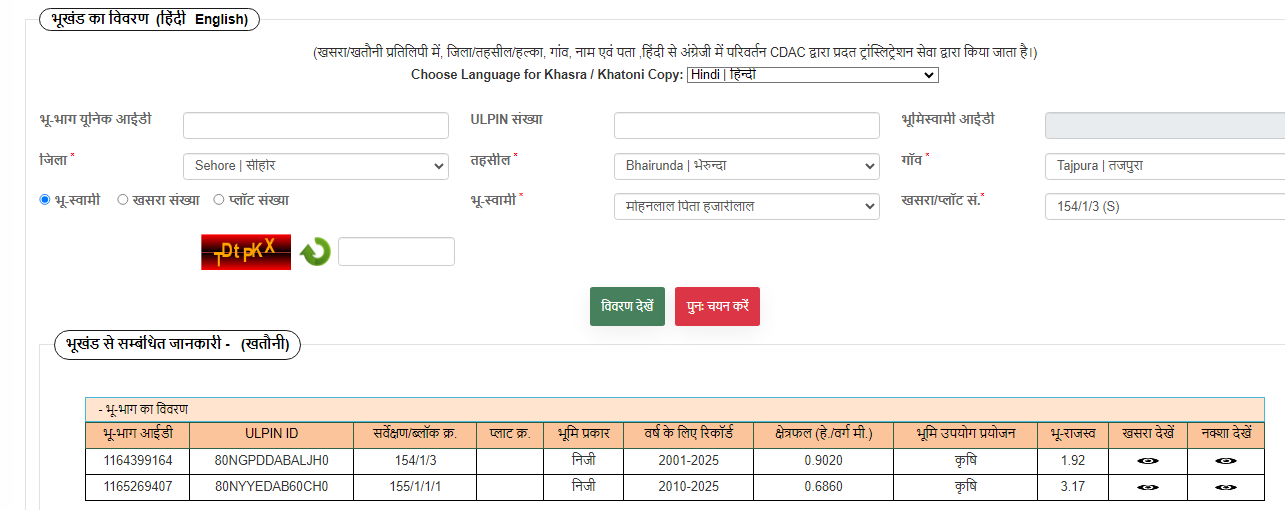 भूखंड का विवरण (हिंदी English)
(खसरा/खतौनी प्रतिलिपी में, जिला/तहसील/हल्का, गांव, नाम एवं पता ,हिंदी से अंग्रेजी में परिवर्तन CDAC द्वारा प्रदत ट्रांस्लिट्रेशन सेवा द्वारा किया जाता है।)
Choose Language for Khasra / Khatoni Copy: Hindi | हिन्दी
भू-भाग यूनिक आईडी ULPIN संख्या भूमिस्वामी आईडी
जिला * Sehore | सीहोर तहसील * Bhairunda | भेरुन्दा गॉव * Tajpura | तजपुरा
भू-स्वामी खसरा संख्या प्लॉट संख्या भू-स्वामी * मोहनलाल पिता हजारीलाल खसरा/प्लॉट सं.* 154/1/3 (S)
TDtpKX
विवरण देखें पुनः चयन करें
भूखंड से सम्बंधित जानकारी - (खतौनी)
- भू-भाग का विवरण
भू-भाग आईडी ULPIN ID सर्वेक्षण/ब्लॉक क्र. प्लाट क्र. भूमि प्रकार वर्ष के लिए रिकॉर्ड क्षेत्रफल (हे./वर्ग मी.) भूमि उपयोग प्रयोजन भू-राजस्व खसरा देखें नक्शा देखें
1164399164 80NGPDDABALJH0 154/1/3 निजी 2001-2025 0.9020 कृषि 1.92
1165269407 80NYYEDAB60CH0 155/1/1/1 निजी 2010-2025 0.6860 कृषि 3.17